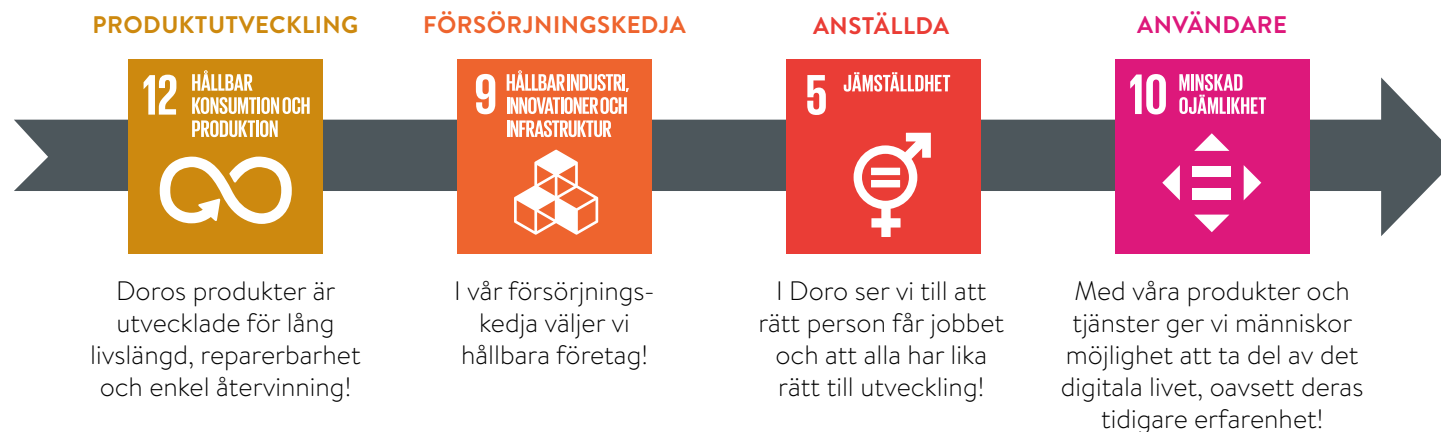 PRODUKTUTVECKLING
12 HÅLLBAR
KONSUMTION OCH
PRODUKTION
Doros produkter är
utvecklade för lång
livslängd, reparerbarhet
och enkel återvinning!
FÖRSÖRJNINGSKEDJA
9 HÅLLBAR INDUSTRI,
INNOVATIONER OCH
INFRASTRUKTUR
I vår försörjnings-
kedja väljer vi
hållbara företag!
ANSTÄLLDA
5 JÄMSTÄLLDHET
I Doro ser vi till att
rätt person får jobbet
och att alla har lika
rätt till utveckling!
ANVÄNDARE
10 MINSKAD
OJÄMLIKHET
Med våra produkter och
tjänster ger vi människor
möjlighet att ta del av det
digitala livet, oavsett deras
tidigare erfarenhet!